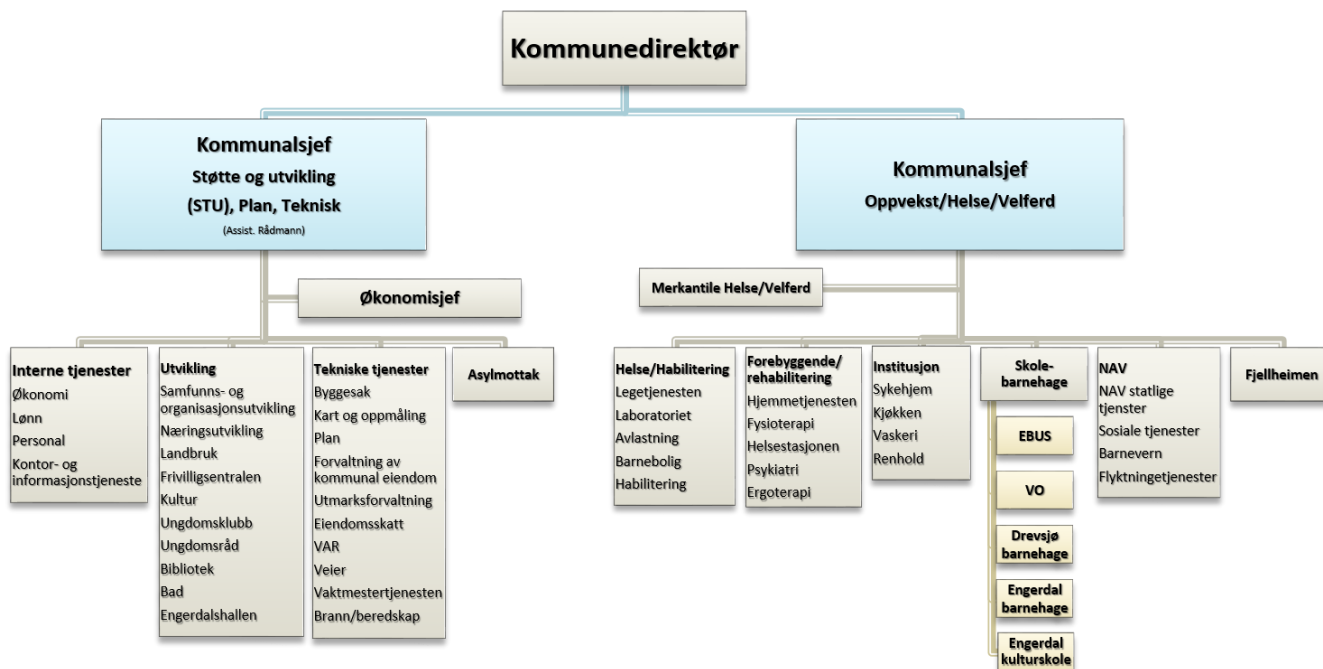 Kommunedirektør
Kommunalsjef
Støtte og utvikling
(STU), Plan, Teknisk
(Assist. Rådmann)
Kommunalsjef
Oppvekst/Helse/Velferd
Økonomisjef
Merkantile Helse/Velferd
Interne tjenester
Økonomi
Lønn
Personal
Kontor- og
informasjonstjeneste
Utvikling
Samfunns- og
organisasjonsutvikling
Næringsutvikling
Landbruk
Frivilligsentralen
Kultur
Ungdomsklubb
Ungdomsråd
Bibliotek
Bad
Engerdalshallen
Tekniske tjenester
Byggesak
Kart og oppmåling
Plan
Forvaltning av
kommunal eiendom
Utmarksforvaltning
Eiendomsskatt
VAR
Veier
Vaktmestertjenesten
Brann/beredskap
Asylmottak
Helse/Habilitering
Legetjenesten
Laboratoriet
Avlastning
Barnebolig
Habilitering
Forebyggende/
rehabilitering
Hjemmetjenesten
Fysioterapi
Helsestasjonen
Psykiatri
Ergoterapi
Institusjon
Sykehjem
Kjøkken
Vaskeri
Renhold
Skole-
barnehage
EBUS
VO
Drevsjø
barnehage
Engerdal
barnehage
Engerdal
kulturskole
NAV
NAV statlige
tjenster
Sosiale tjenester
Barnevern
Flyktningetjenester
Fjellheimen